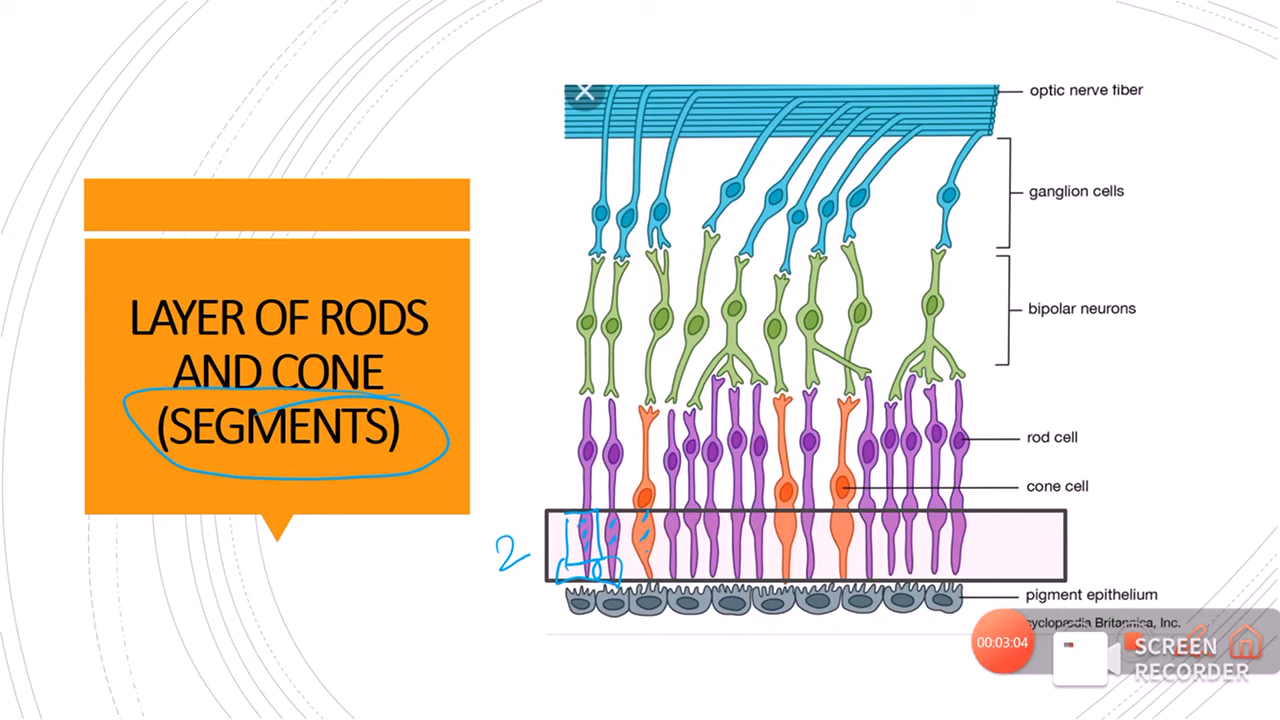 LAYER OF RODS
AND CONE
(SEGMENTS)
optic nerve fiber
ganglion cells
bipolar neurons
rod cell
cone cell
2
pigment epithelium
cyclopædia Britannica, Inc.
00:03:04
SCREEN
RECORDER